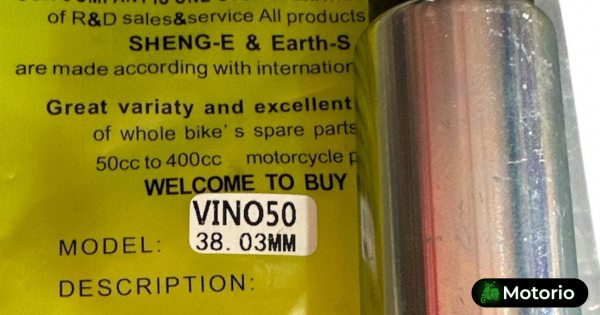 of R&D sales&service All products
SHENG-E & Earth-S
are made according with internation
Great variaty and excellent
of whole bike's spare parts
50cc to 400cc motorcycle p
WELCOME TO BUY
VINO50
MODEL: 38.03MM
DESCRIPTION:
Motorio